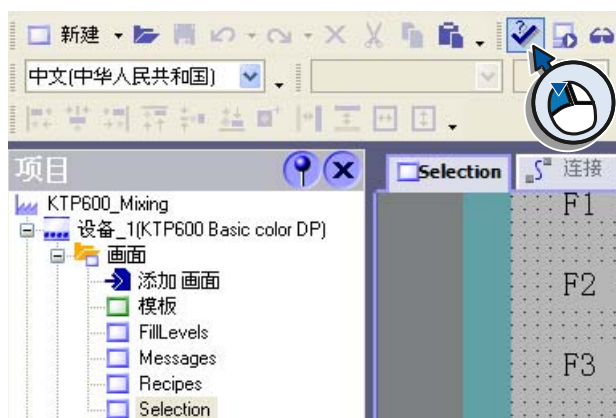 新建
中文(中华人民共和国)
项目
Selection
连接
KTP600_Mixing
设备_1(KTP600 Basic color DP)
画面
添加 画面
模板
FillLevels
Messages
Recipes
Selection
F1
F2
F3